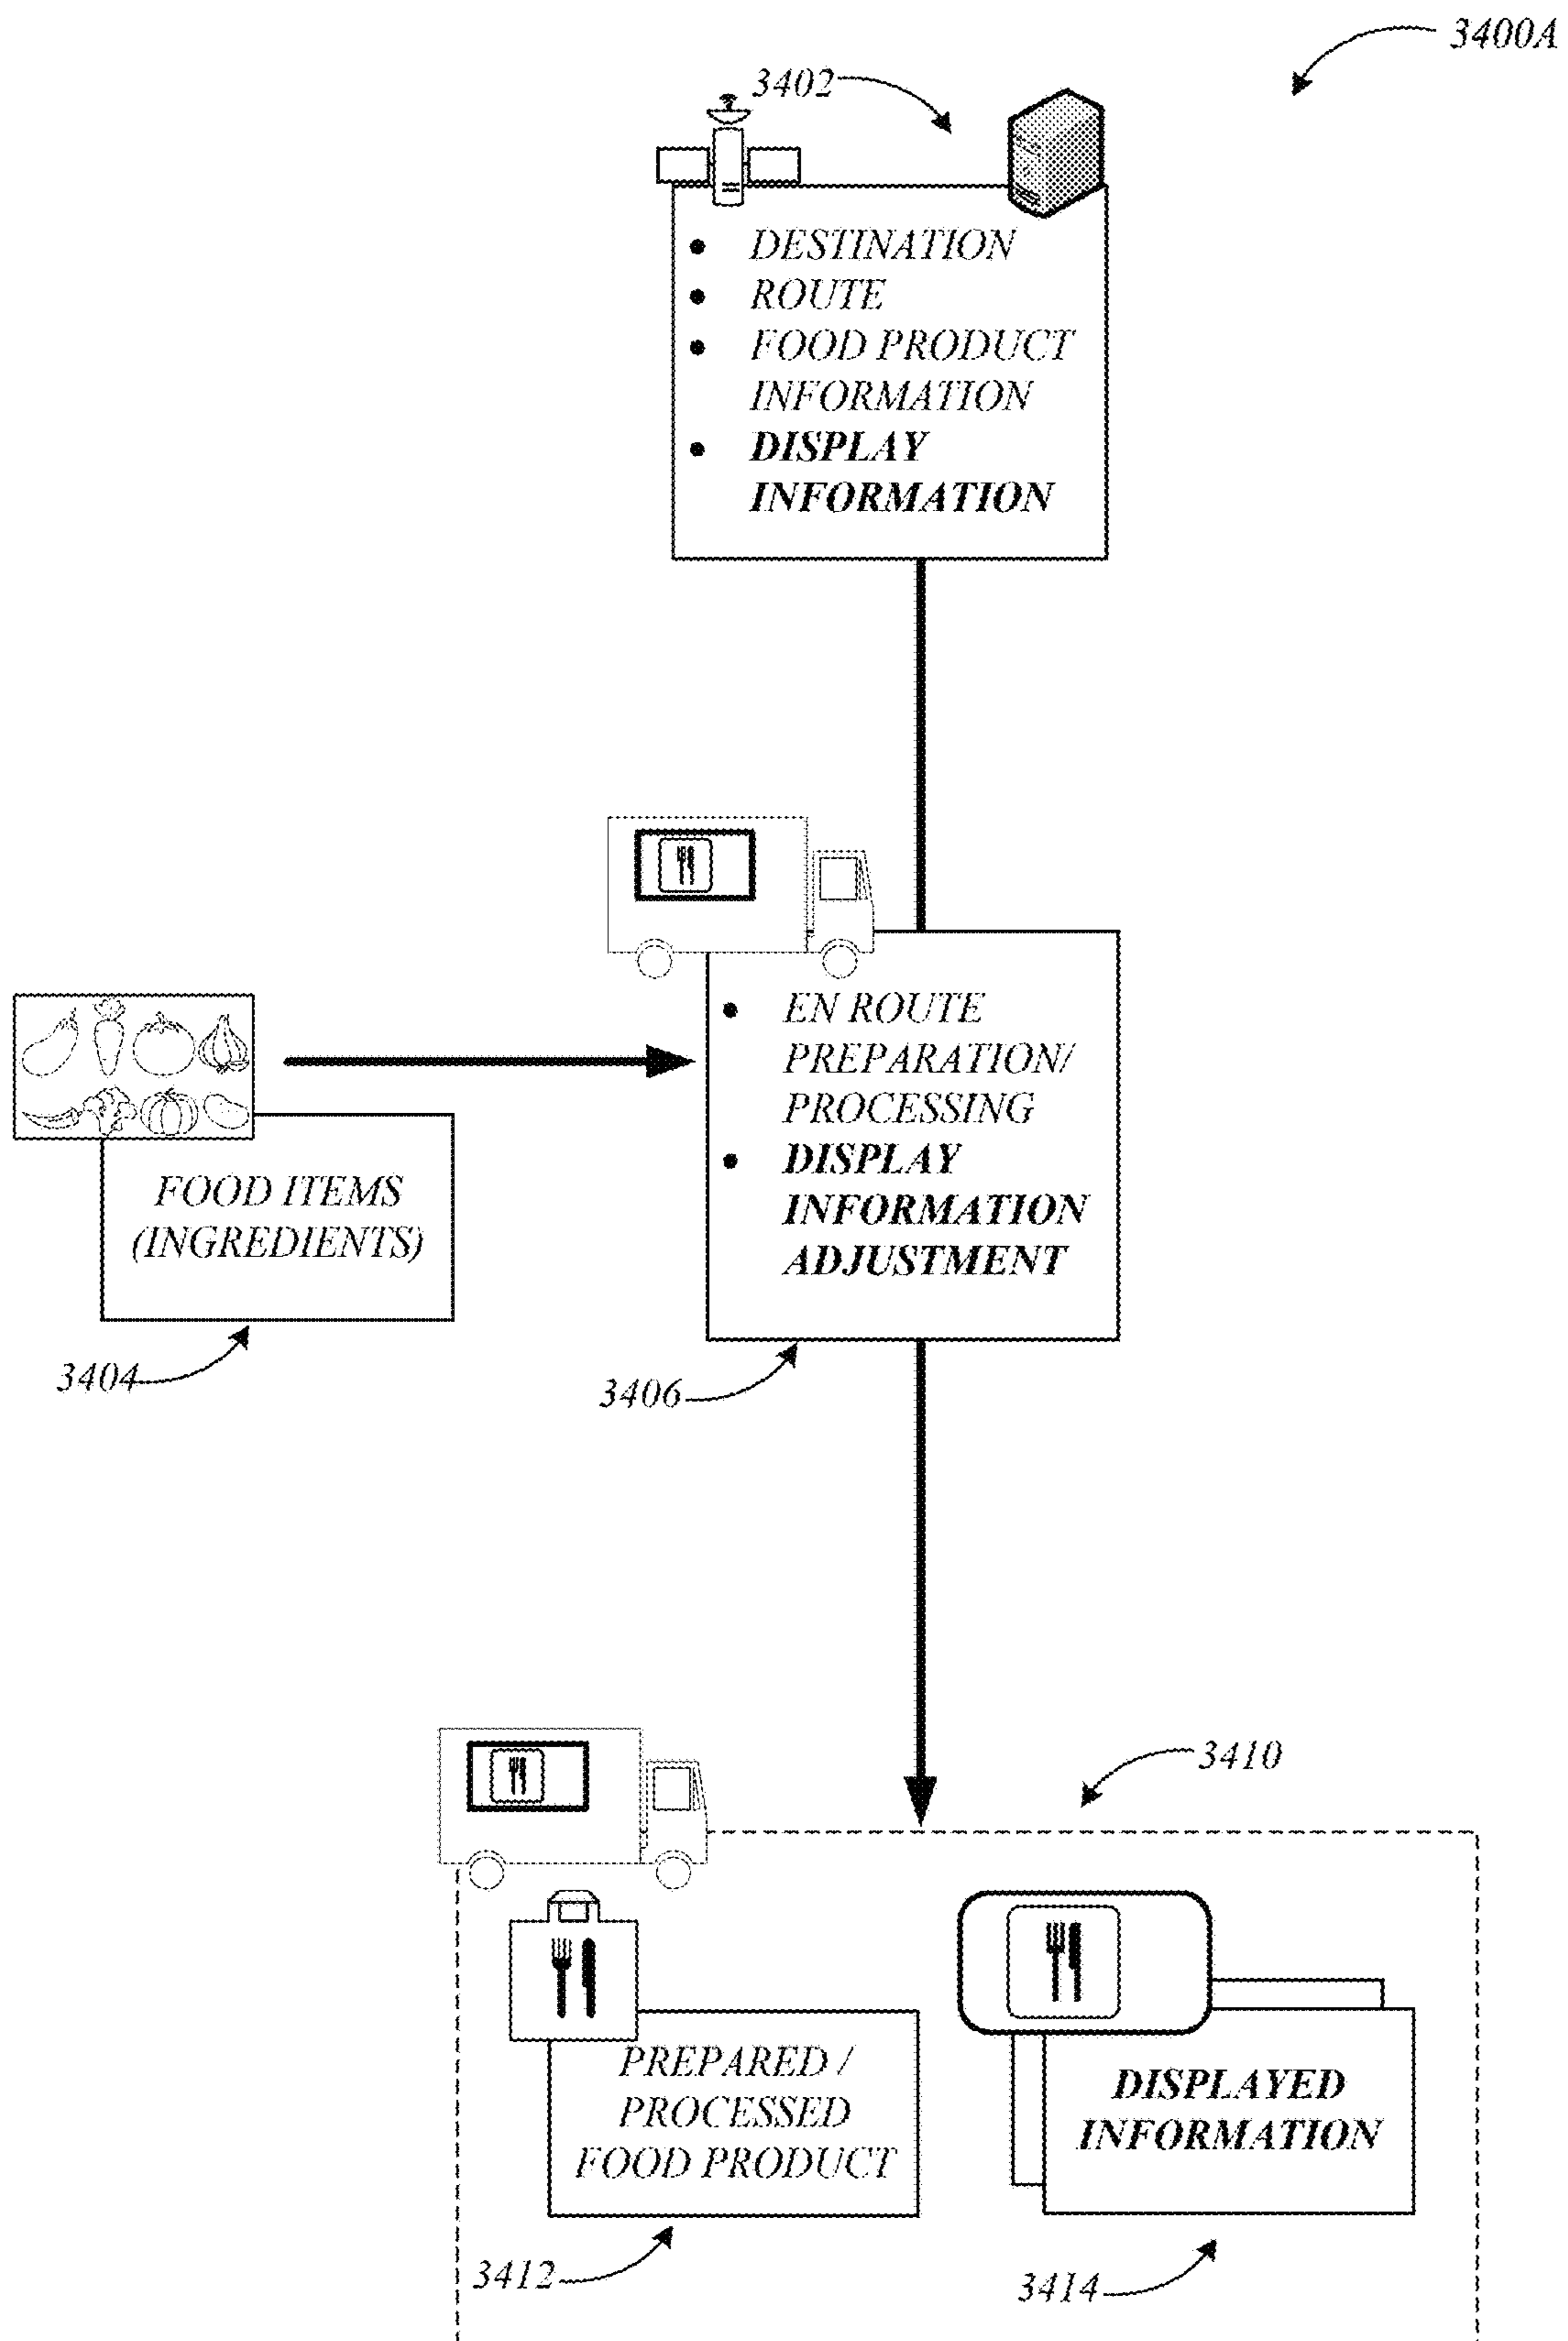 3400A
3402
• DESTINATION
• ROUTE
• FOOD PRODUCT
INFORMATION
• DISPLAY
INFORMATION
• EN ROUTE
PREPARATION/
PROCESSING
• DISPLAY
INFORMATION
ADJUSTMENT
FOOD ITEMS
(INGREDIENTS)
3404
3406
3410
PREPARED /
PROCESSED
FOOD PRODUCT
DISPLAYED
INFORMATION
3412
3414